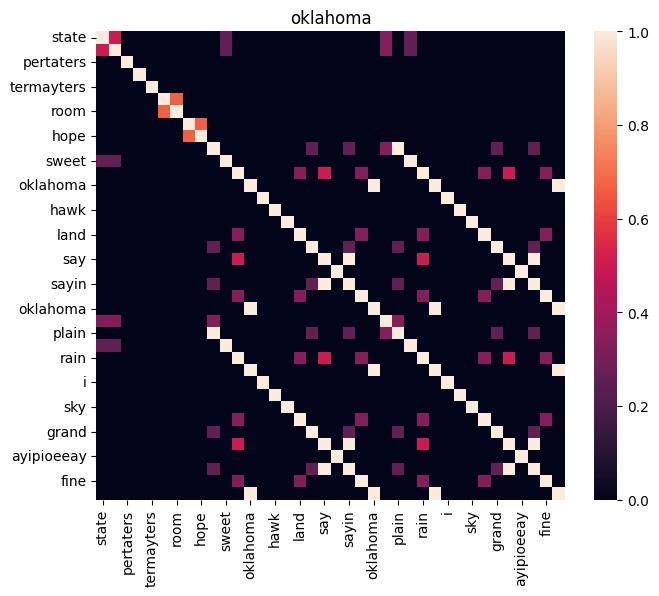 oklahoma
state
pertaters
termayters
room
hope
sweet
oklahoma
hawk
land
say
sayin
oklahoma
plain
rain
i
sky
grand
ayipioeeay
fine
1.0
0.8
0.6
0.4
0.2
0.0
state
pertaters
termayters
room
hope
sweet
oklahoma
hawk
land
say
sayin
oklahoma
plain
rain
i
sky
grand
ayipioeeay
fine